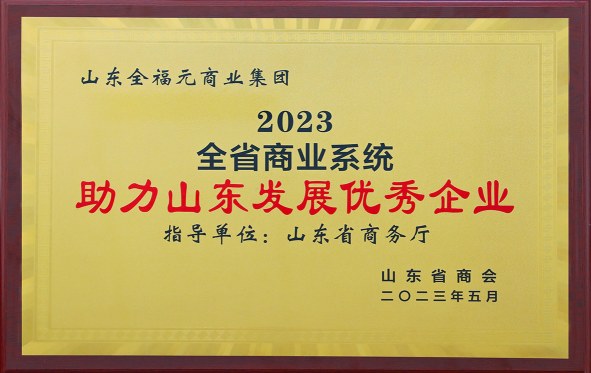 山东全福元商业集团
2023
全省商业系统
助力山东发展优秀企业
指导单位：山东省商务厅
山东省商会
二〇二三年五月